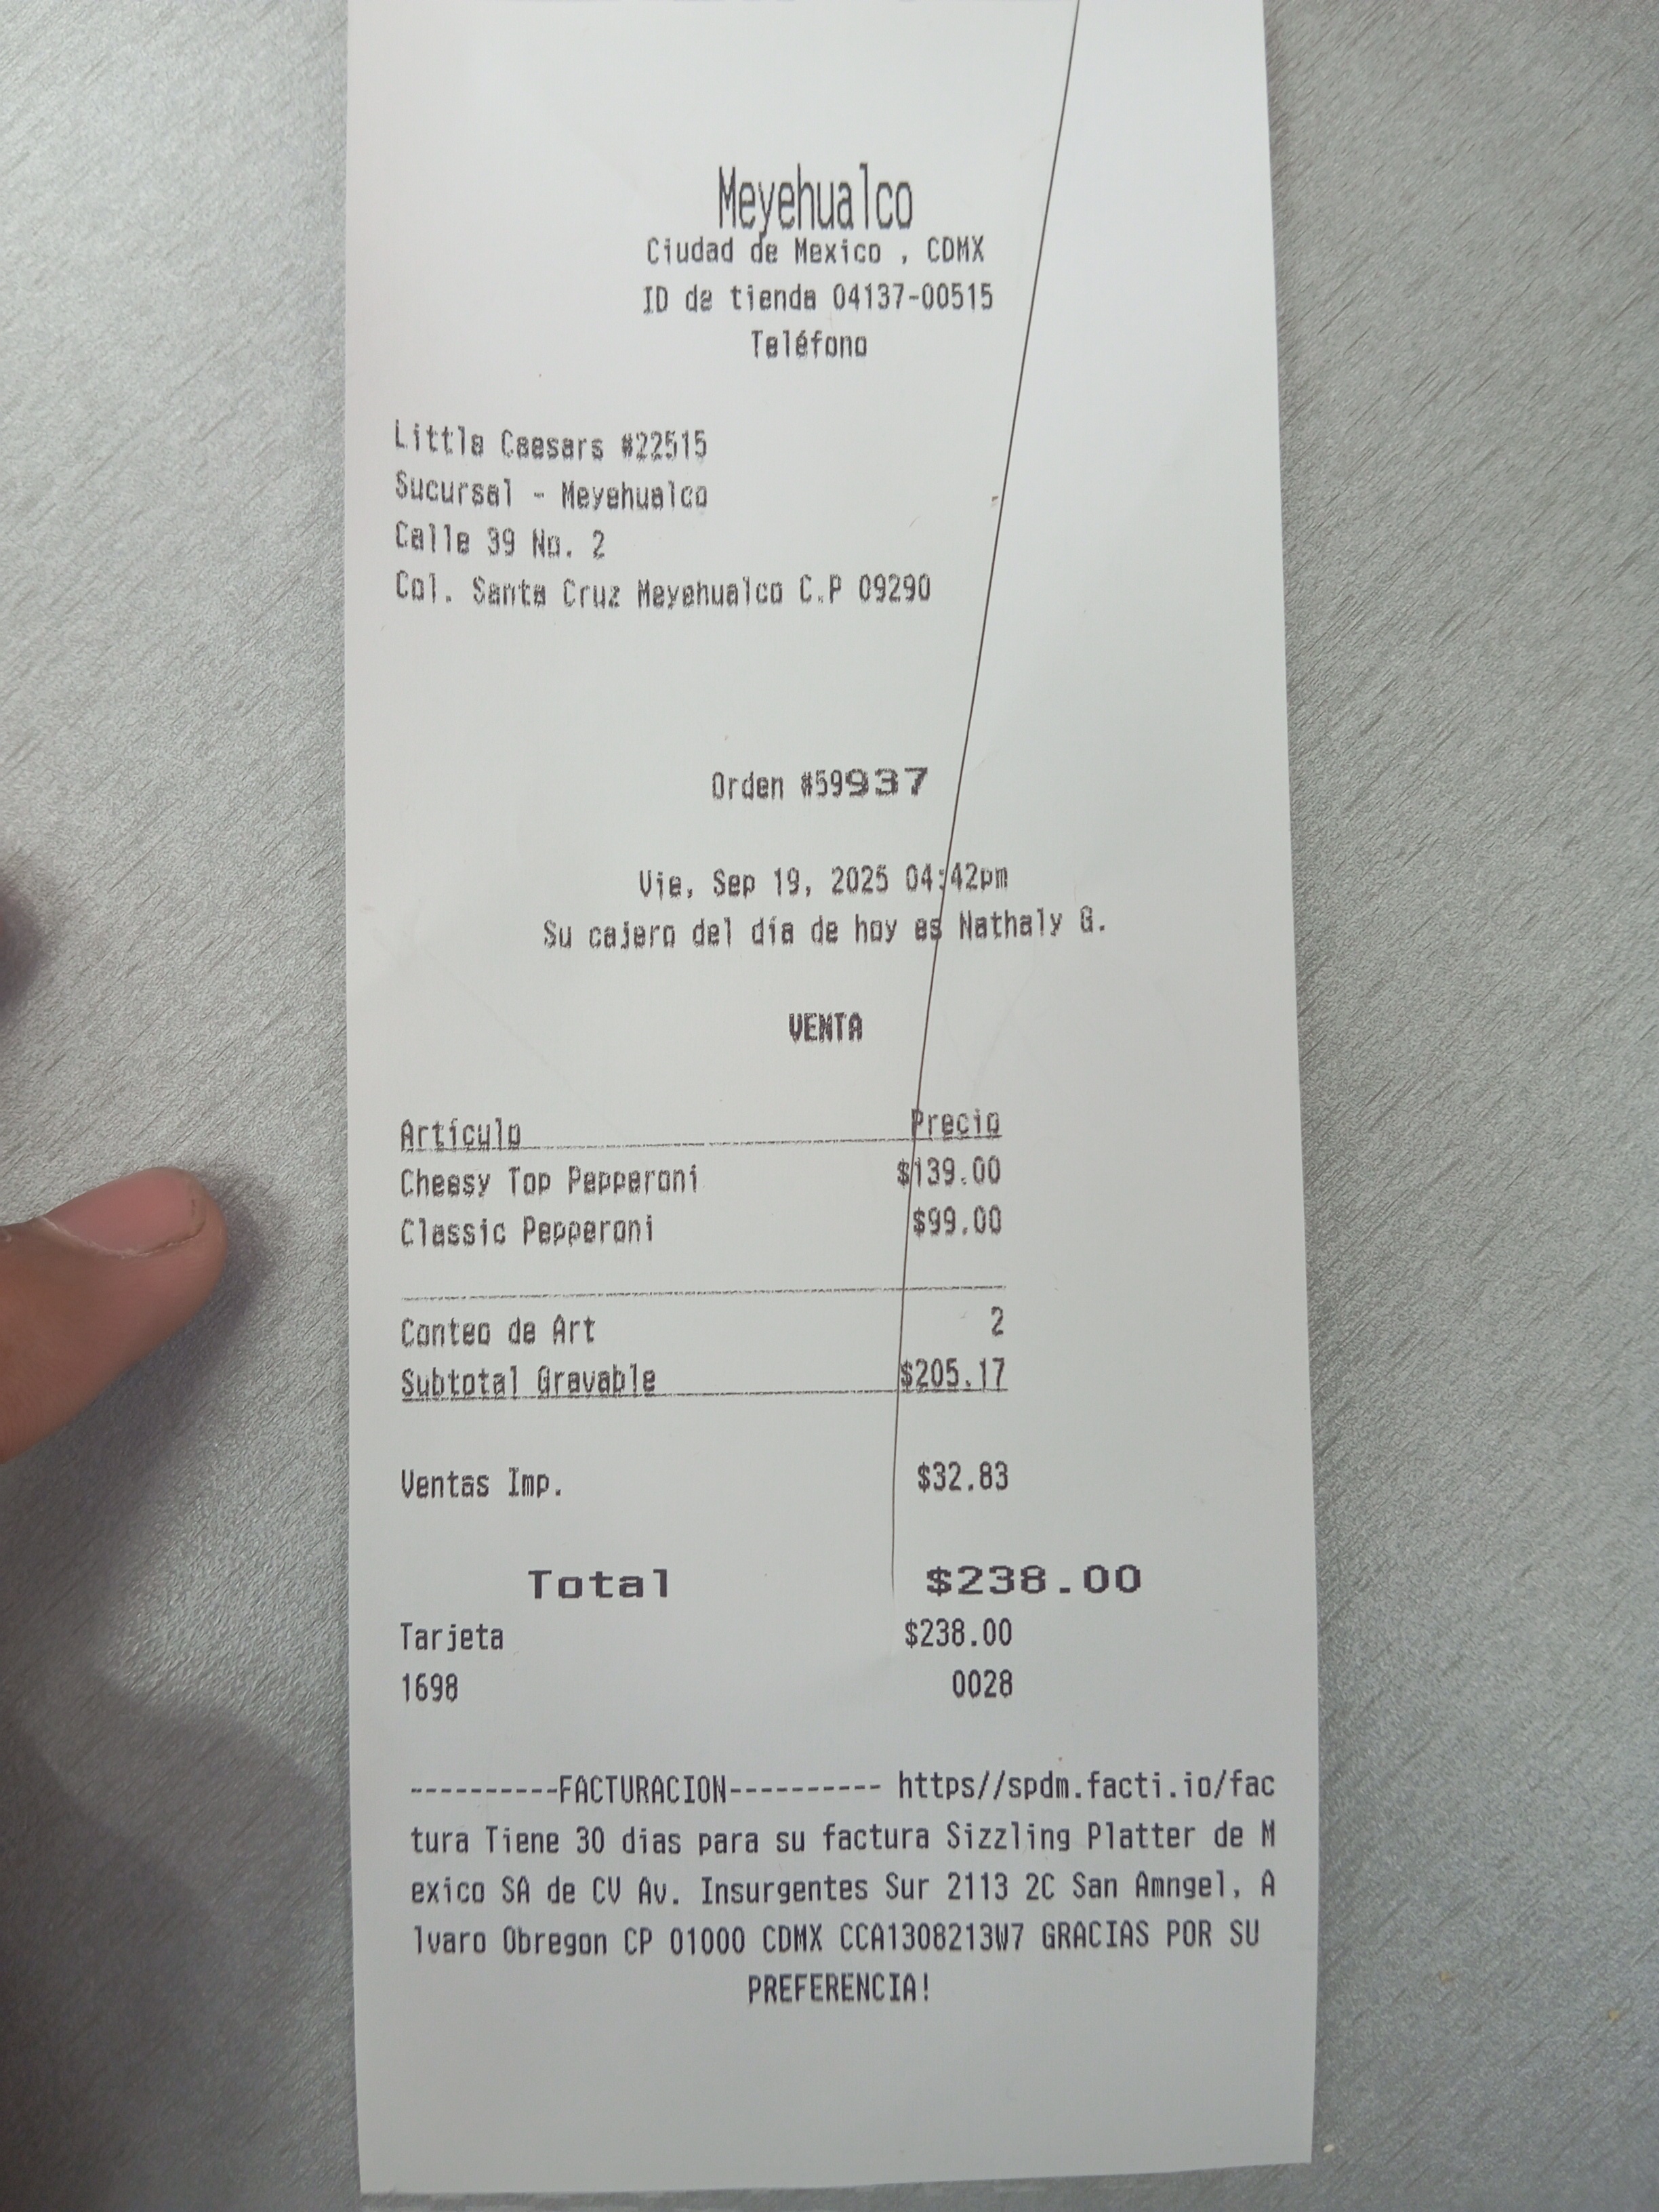 Meyehualco
Ciudad de Mexico , CDMX
ID de tienda 04137-00515
Teléfono
Little Caesars #22515
Sucursal - Meyehualco
Calle 39 No. 2
Col. Santa Cruz Meyehualco C.P 09290
Orden #59937
Vie, Sep 19, 2025 04:42pm
Su cajero del día de hoy es Nathaly G.
VENTA
Artículo Precio
Cheesy Top Pepperoni $139.00
Classic Pepperoni $99.00
Conteo de Art 2
Subtotal Gravable $205.17
Ventas Imp. $32.83
Total $238.00
Tarjeta $238.00
1698 0028
----------FACTURACION---------- https//spdm.facti.io/fac
tura Tiene 30 dias para su factura Sizzling Platter de M
exico SA de CV Av. Insurgentes Sur 2113 2C San Amngel, A
lvaro Obregon CP 01000 CDMX CCA1308213W7 GRACIAS POR SU
PREFERENCIA!